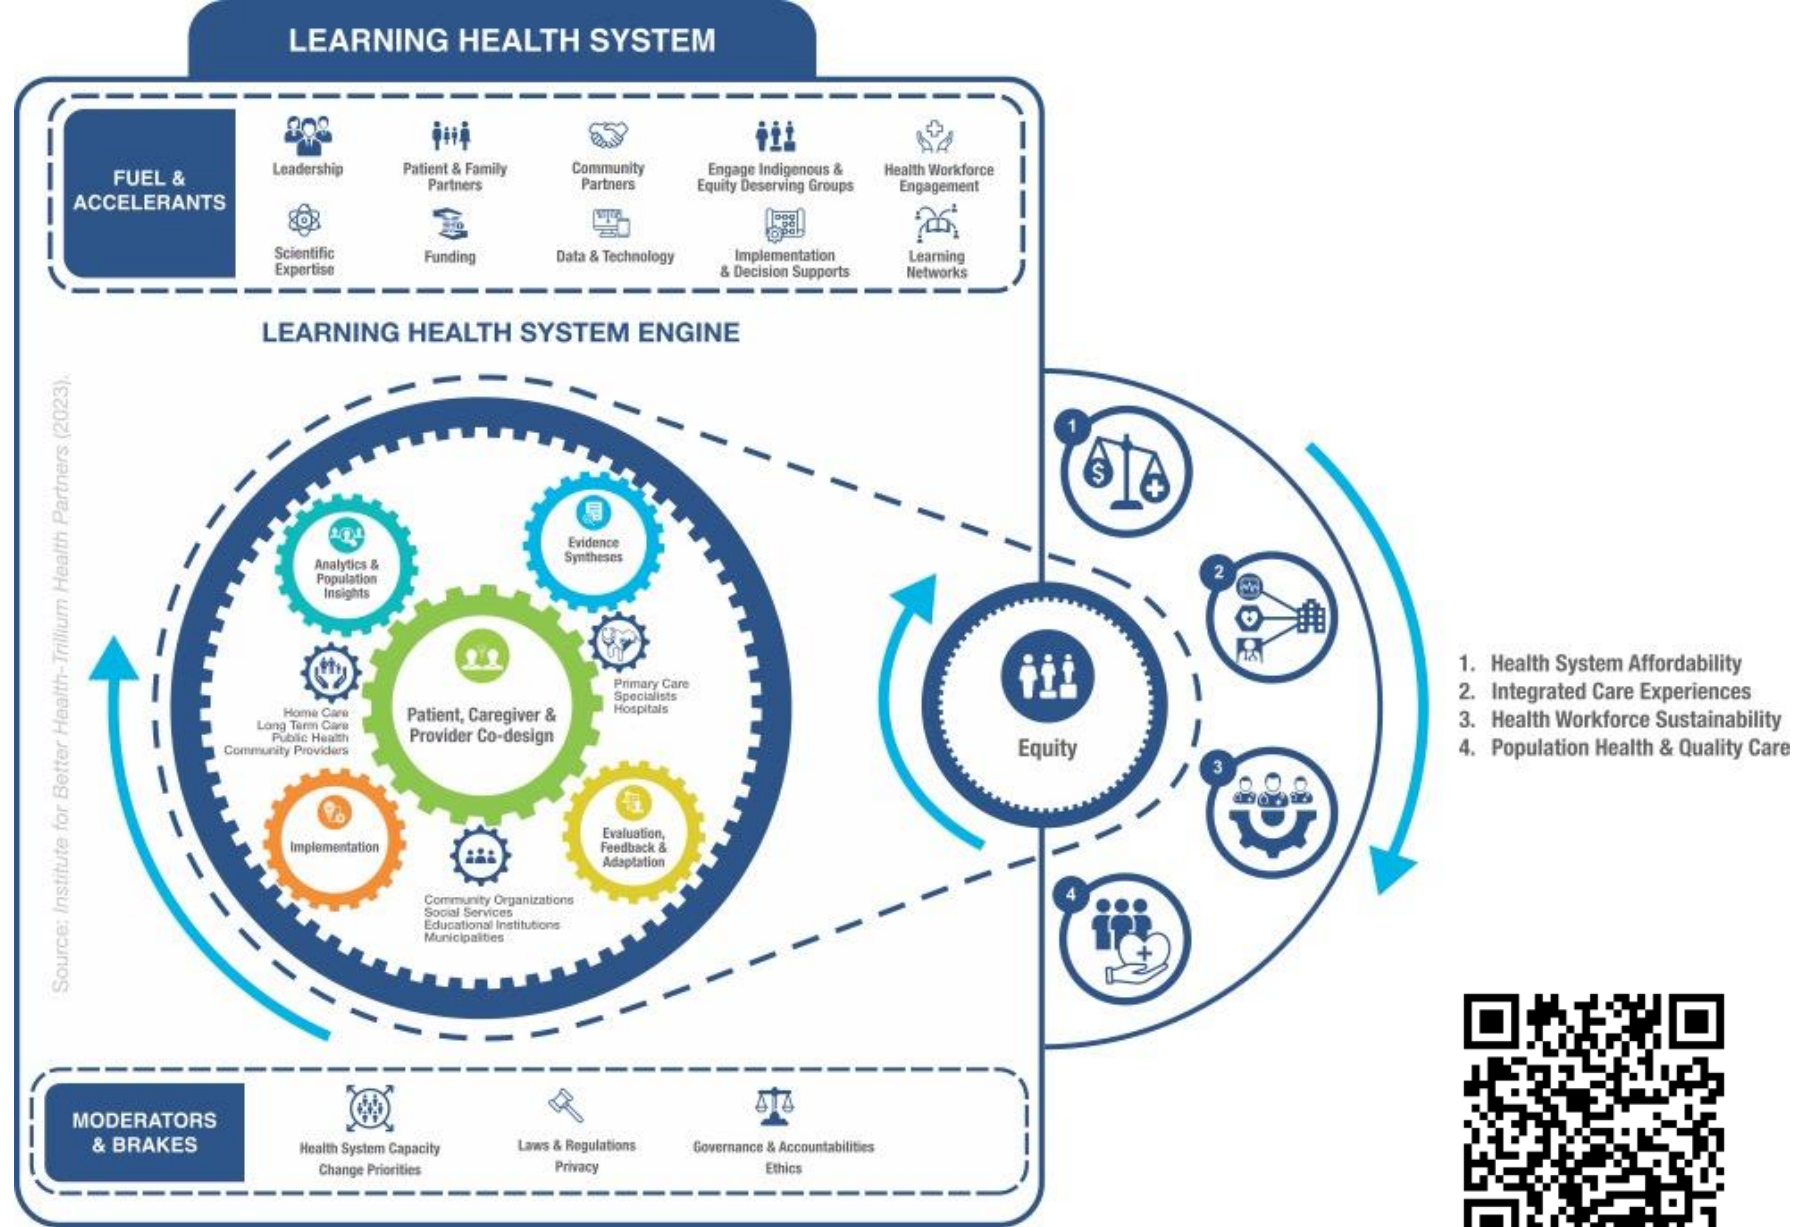 LEARNING HEALTH SYSTEM
FUEL &
ACCELERANTS
Leadership
Patient & Family
Partners
Community
Partners
Engage Indigenous &
Equity Deserving Groups
Health Workforce
Engagement
Scientific
Expertise
Funding
Data & Technology
Implementation
& Decision Supports
Learning
Networks
LEARNING HEALTH SYSTEM ENGINE
Source: Institute for Better Health-Trillium Health Partners (2023).
Analytics &
Population
Insights
Evidence
Syntheses
Home Care
Long Term Care
Public Health
Community Providers
Patient, Caregiver &
Provider Co-design
Primary Care
Specialists
Hospitals
Implementation
Evaluation,
Feedback &
Adaptation
Community Organizations
Social Services
Educational Institutions
Municipalities
Equity
1
$
2
3
4
1. Health System Affordability
2. Integrated Care Experiences
3. Health Workforce Sustainability
4. Population Health & Quality Care
MODERATORS
& BRAKES
Health System Capacity
Change Priorities
Laws & Regulations
Privacy
Governance & Accountabilities
Ethics